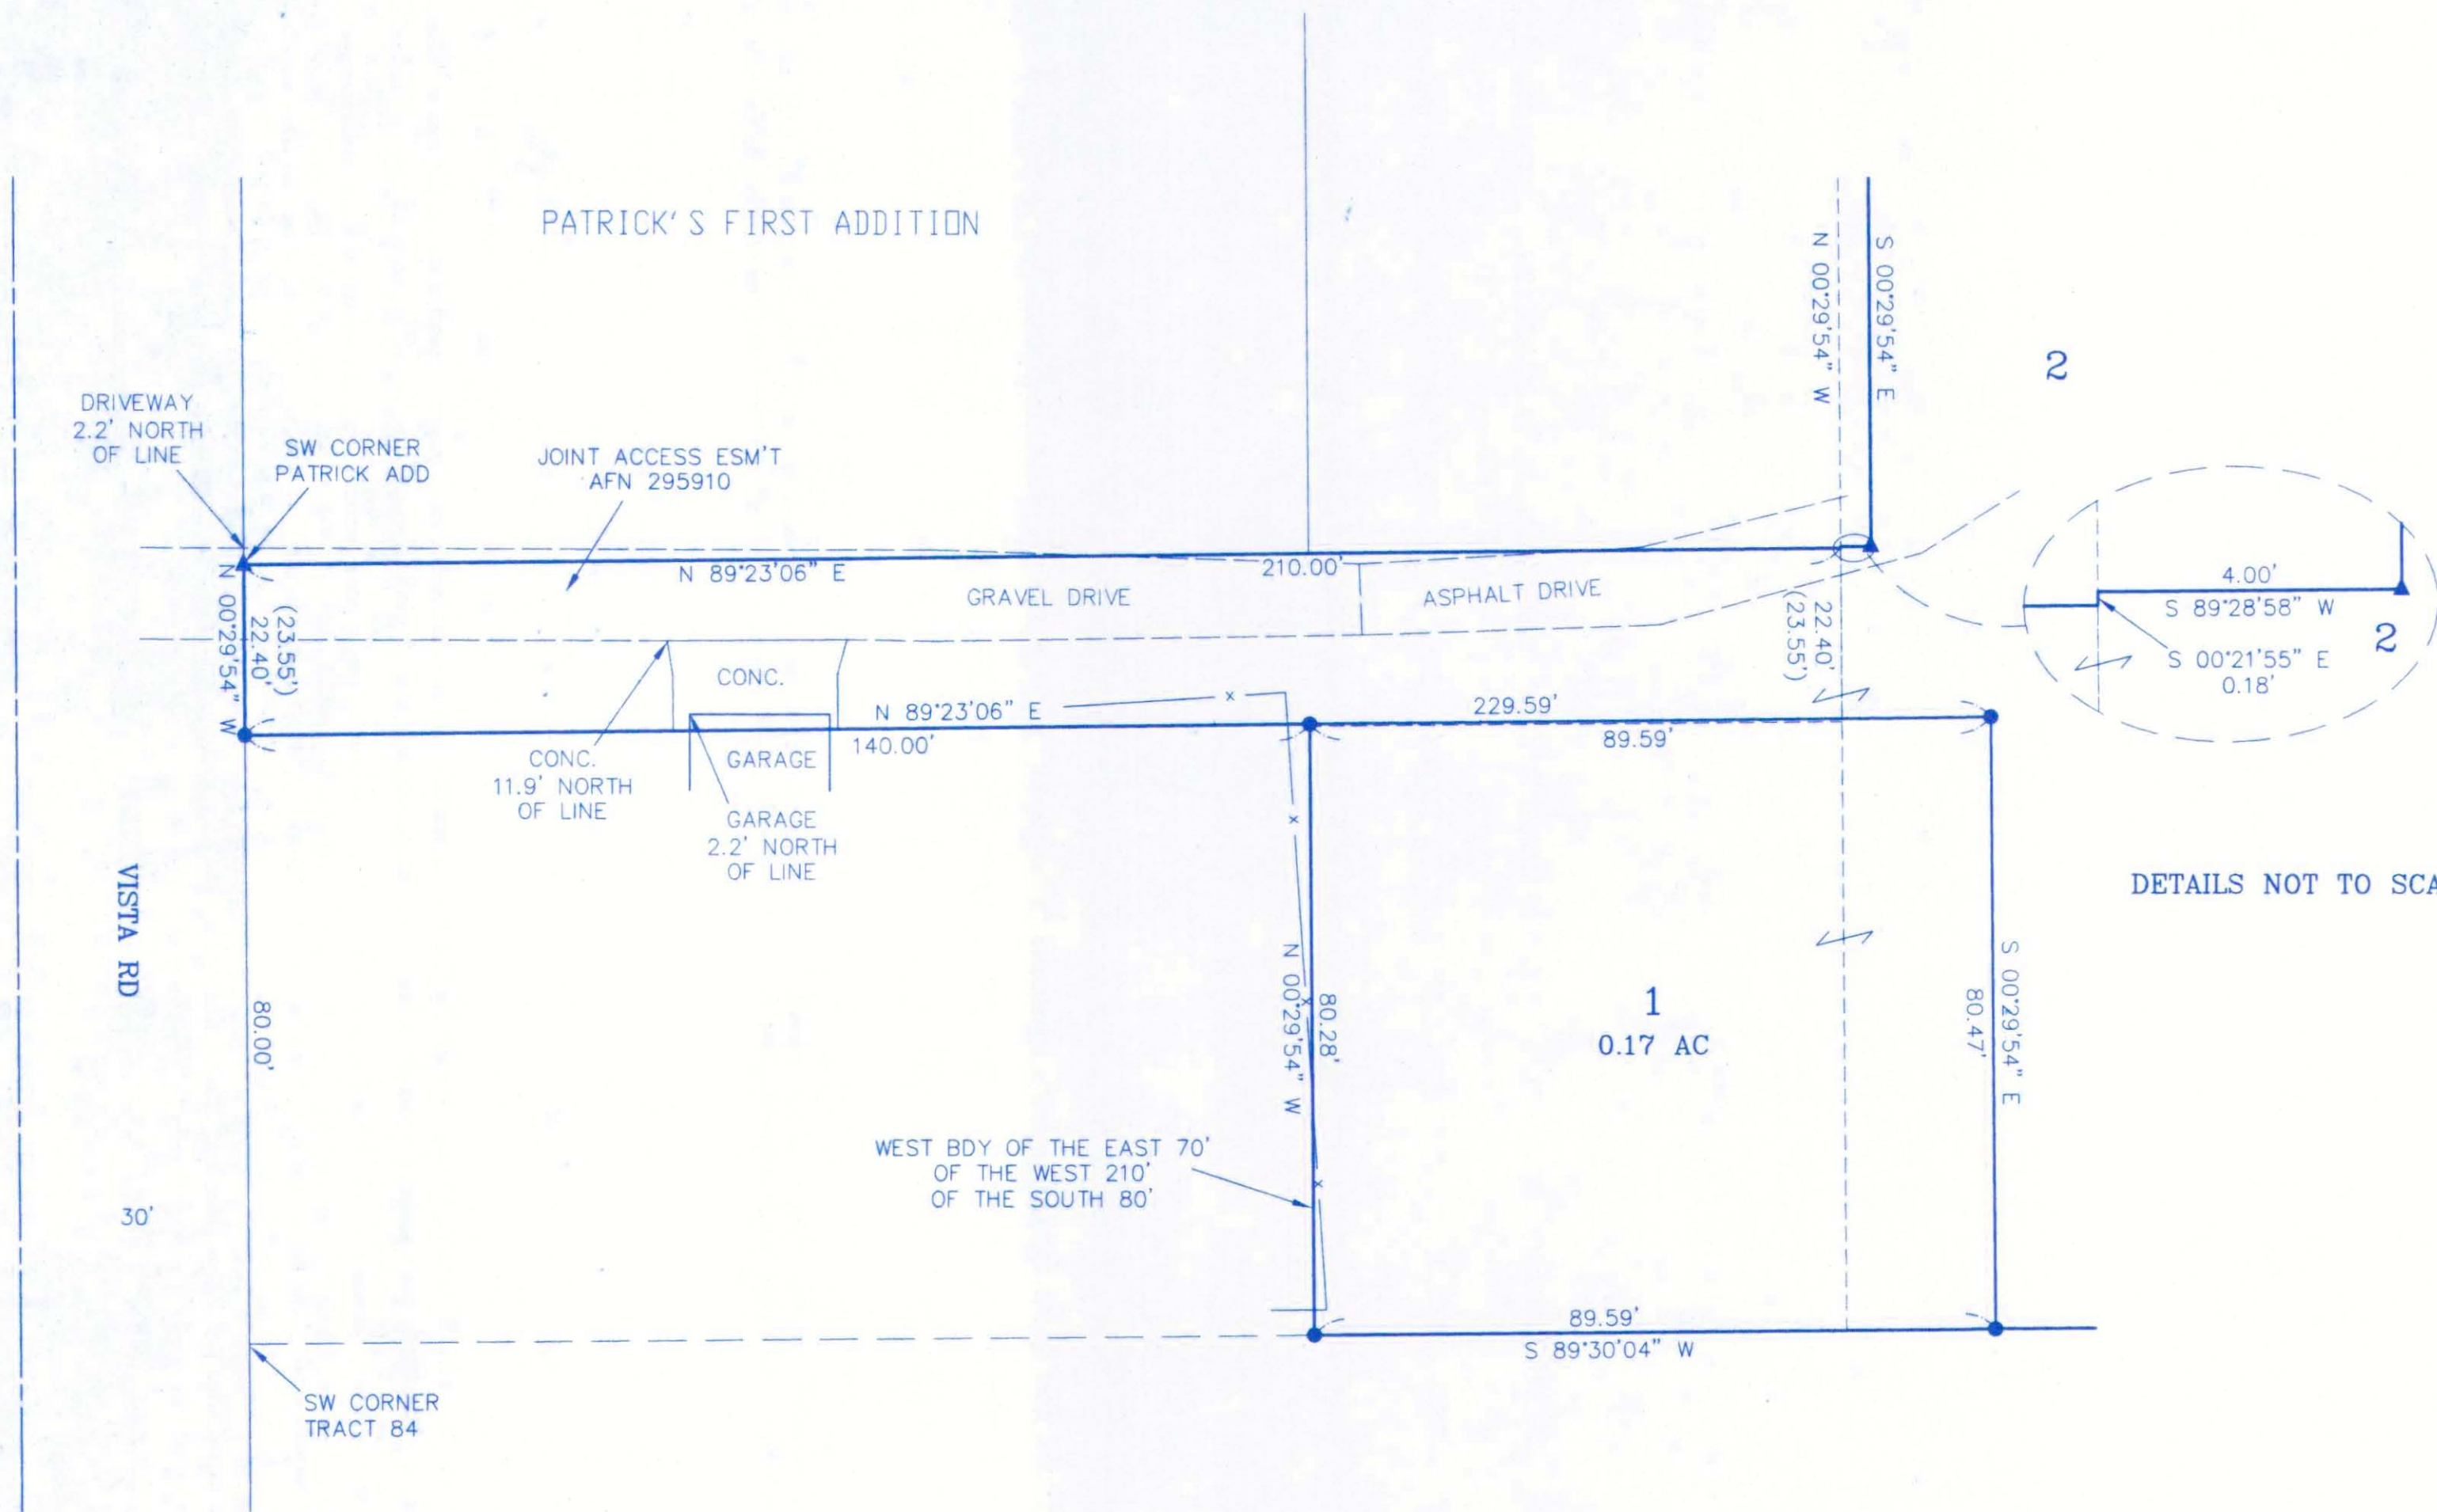 PATRICK'S FIRST ADDITION
N 00°29'54" W
S 00°29'54" E
2
DRIVEWAY
2.2' NORTH
OF LINE
SW CORNER
PATRICK ADD
JOINT ACCESS ESM'T
AFN 295910
N 89°23'06" E
210.00'
GRAVEL DRIVE
ASPHALT DRIVE
4.00'
S 89°28'58" W
2
S 00°21'55" E
0.18'
N 00°29'54" W
22.40'
(23.55')
22.40'
(23.55')
CONC.
N 89°23'06" E
140.00'
229.59'
89.59'
CONC.
11.9' NORTH
OF LINE
GARAGE
GARAGE
2.2' NORTH
OF LINE
VISTA RD
30'
80.00'
DETAILS NOT TO SCA
N 00°29'54" W
80.28'
1
0.17 AC
80.47'
S 00°29'54" E
WEST BDY OF THE EAST 70'
OF THE WEST 210'
OF THE SOUTH 80'
89.59'
S 89°30'04" W
SW CORNER
TRACT 84